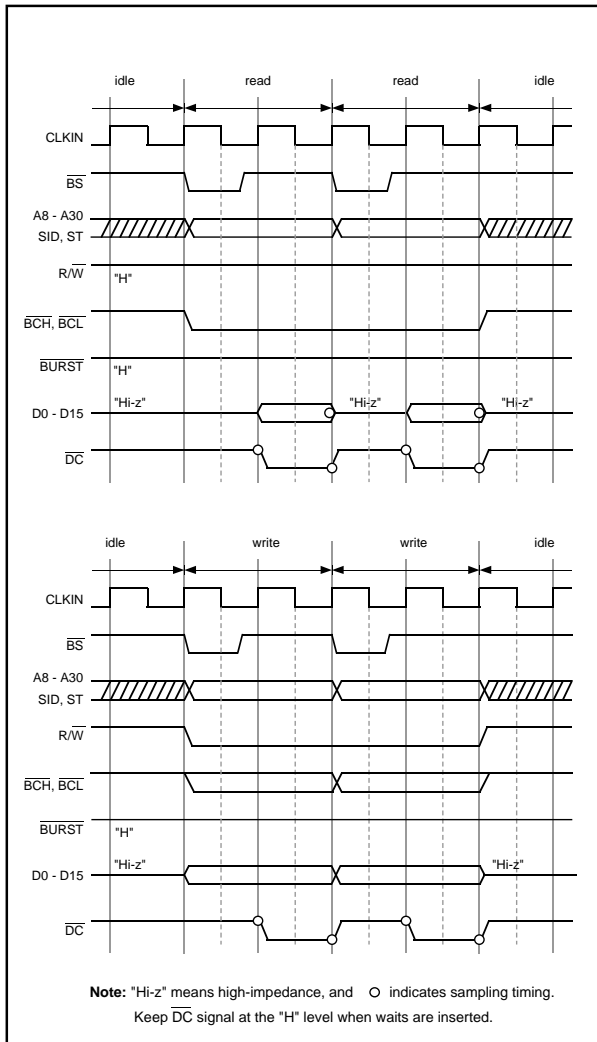 idle read read idle
CLKIN
BS
A8 - A30
SID, ST
R/W
"H"
BCH, BCL
BURST
"H"
D0 - D15
"Hi-z" "Hi-z" "Hi-z"
DC
idle write write idle
CLKIN
BS
A8 - A30
SID, ST
R/W
BCH, BCL
BURST
"H"
D0 - D15
"Hi-z" "Hi-z"
DC
Note: "Hi-z" means high-impedance, and indicates sampling timing.
Keep DC signal at the "H" level when waits are inserted.